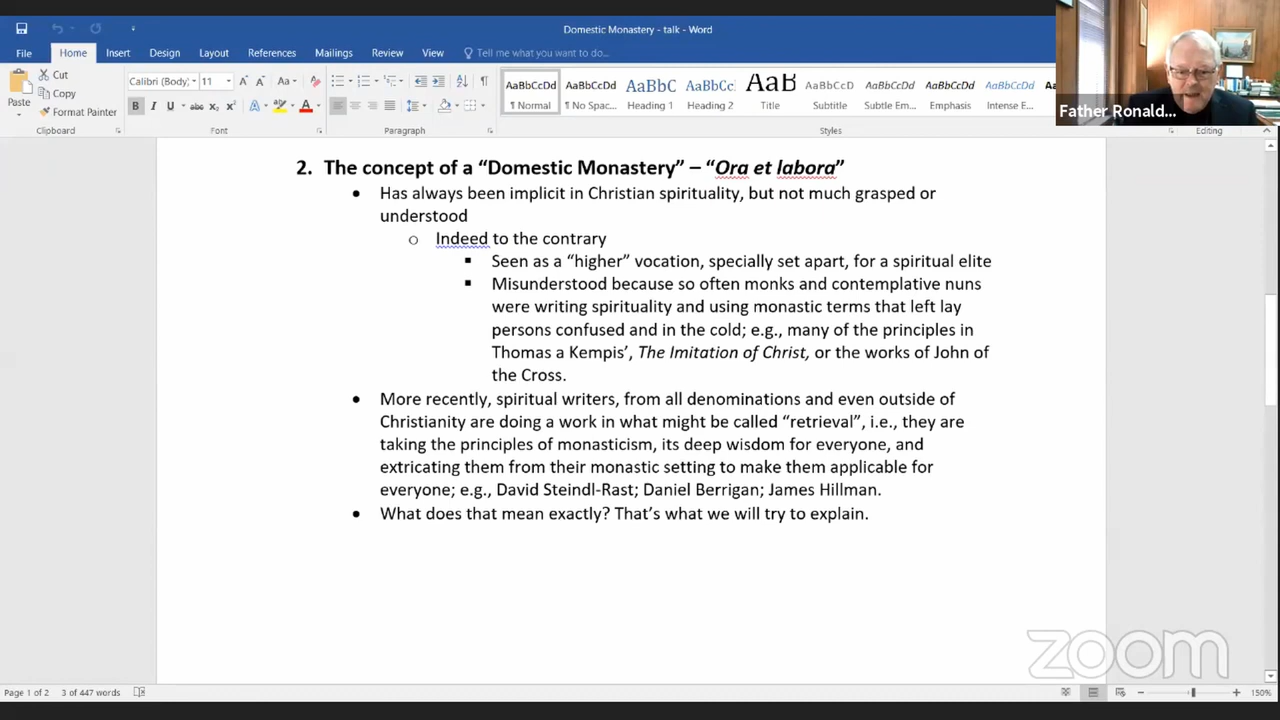 Domestic Monastery - talk - Word
File Home Insert Design Layout References Mailings Review View Tell me what you want to do...
Father Ronald...
Paste
Cut
Copy
Format Painter
Calibri (Body) 11
AaBbCcDd AaBbCcDd AaBbC AaBbCc AaB AaBbCcD AaBbCcDd AaBbCcDd AaBbCcDd
¶ Normal ¶ No Spac... Heading 1 Heading 2 Title Subtitle Subtle Em... Emphasis Intense E...
Clipboard Font Paragraph Styles Editing
2. The concept of a “Domestic Monastery” – “Ora et labora”
• Has always been implicit in Christian spirituality, but not much grasped or
understood
o Indeed to the contrary
▪ Seen as a “higher” vocation, specially set apart, for a spiritual elite
▪ Misunderstood because so often monks and contemplative nuns
were writing spirituality and using monastic terms that left lay
persons confused and in the cold; e.g., many of the principles in
Thomas a Kempis’, The Imitation of Christ, or the works of John of
the Cross.
• More recently, spiritual writers, from all denominations and even outside of
Christianity are doing a work in what might be called “retrieval”, i.e., they are
taking the principles of monasticism, its deep wisdom for everyone, and
extricating them from their monastic setting to make them applicable for
everyone; e.g., David Steindl-Rast; Daniel Berrigan; James Hillman.
• What does that mean exactly? That’s what we will try to explain.
zoom
Page 1 of 2 3 of 447 words 150%